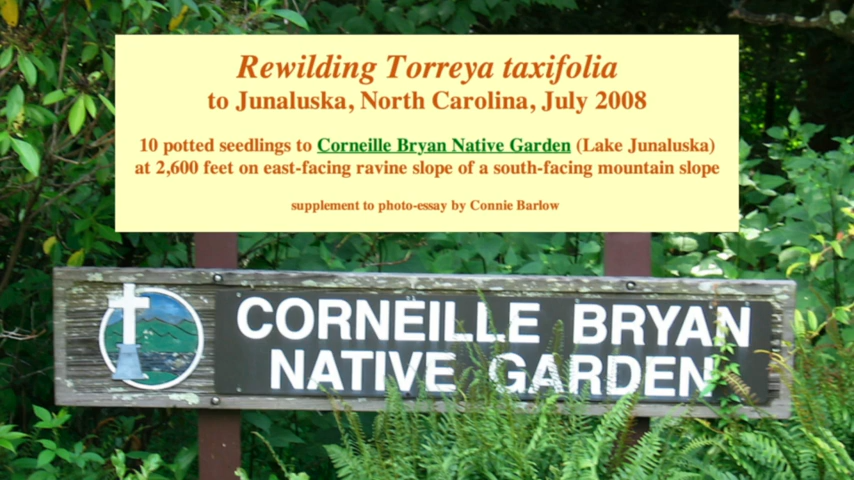 Rewilding Torreya taxifolia
to Junaluska, North Carolina, July 2008
10 potted seedlings to Corneille Bryan Native Garden (Lake Junaluska)
at 2,600 feet on east-facing ravine slope of a south-facing mountain slope
supplement to photo-essay by Connie Barlow
CORNEILLE BRYAN
NATIVE GARDEN